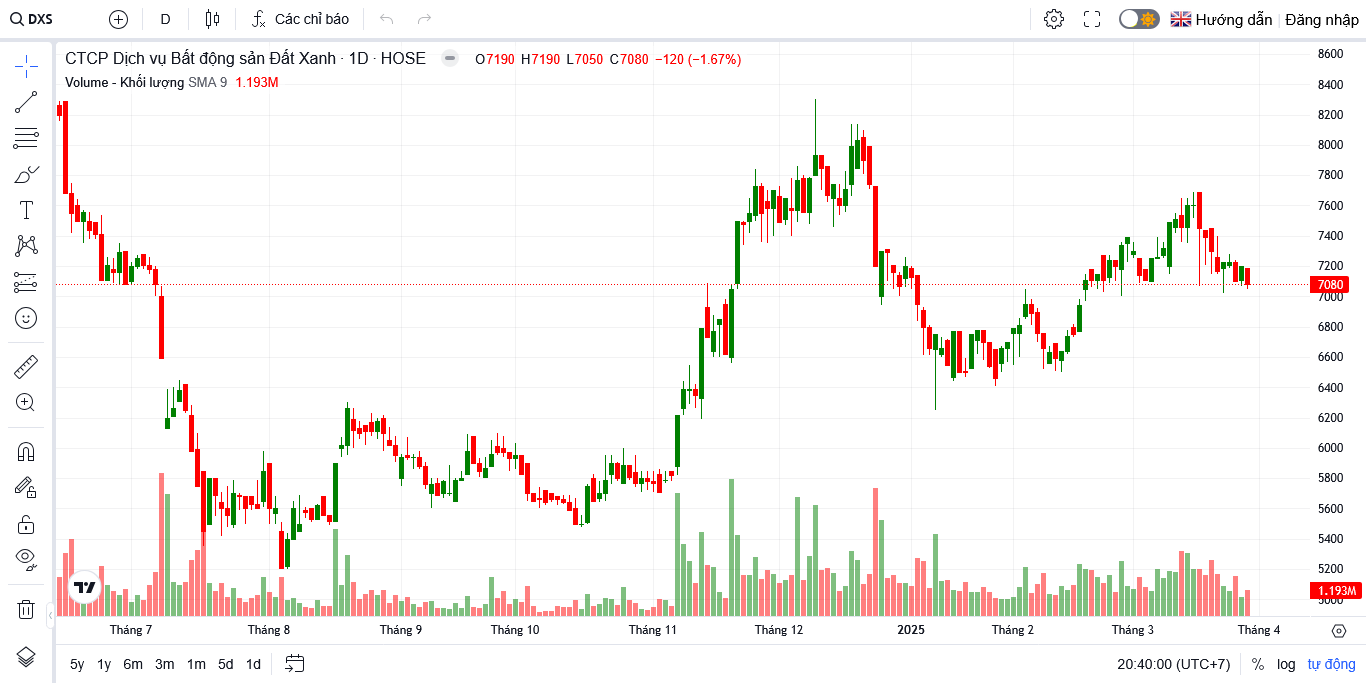 DXS
D
Các chỉ báo
Hướng dẫn
Đăng nhập
CTCP Dịch vụ Bất động sản Đất Xanh · 1D · HOSE O7190 H7190 L7050 C7080 −120 (−1.67%)
Volume - Khối lượng SMA 9 1.193M
8600
8400
8200
8000
7800
7600
7400
7200
7080
7000
6800
6600
6400
6200
6000
5800
5600
5400
5200
1.193M
5000
Tháng 7 Tháng 8 Tháng 9 Tháng 10 Tháng 11 Tháng 12 2025 Tháng 2 Tháng 3 Tháng 4
5y 1y 6m 3m 1m 5d 1d 20:40:00 (UTC+7) % log tự động